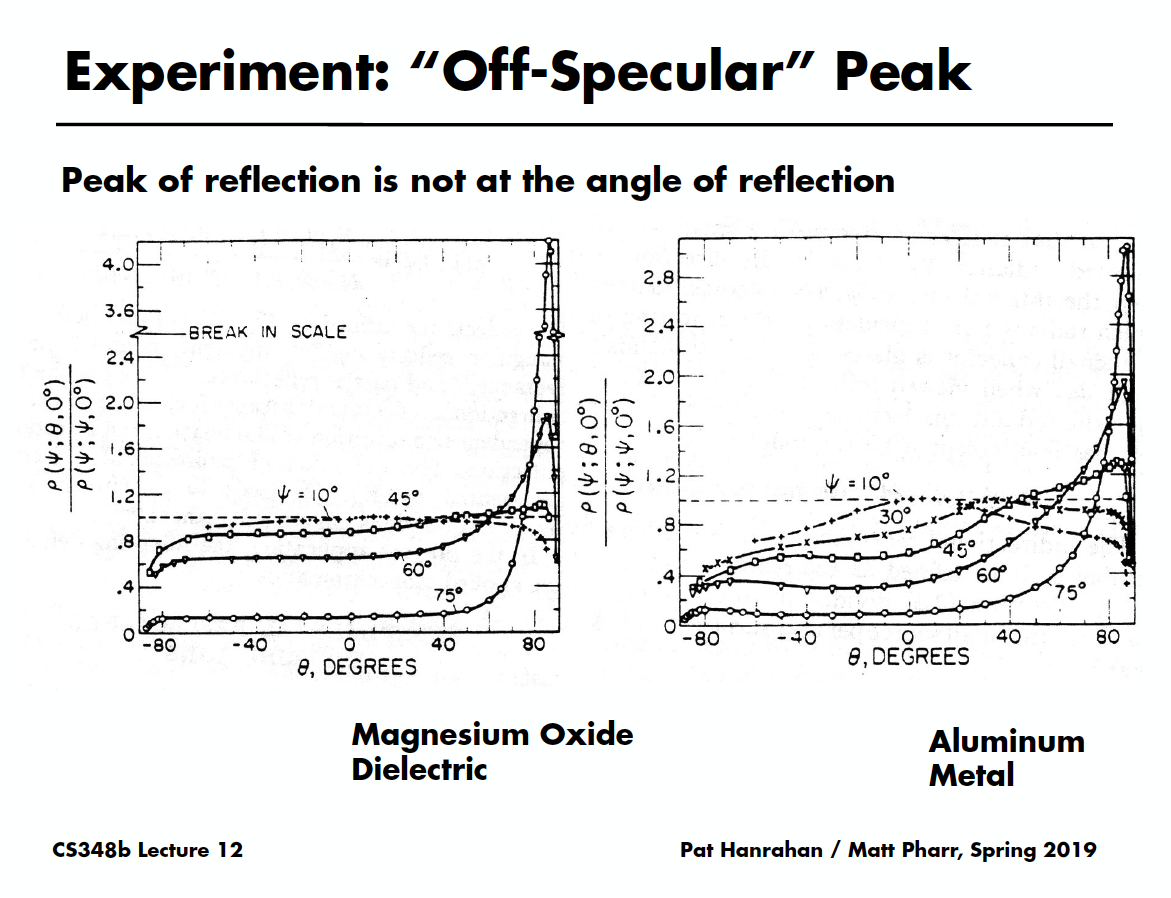 Experiment: “Off-Specular” Peak
Peak of reflection is not at the angle of reflection
4.0
3.6
BREAK IN SCALE
2.4
2.0
1.6
1.2
.8
.4
0
ρ(ψ; θ, 0°)
ρ(ψ; ψ, 0°)
ψ = 10°
45°
60°
75°
-80 -40 0 40 80
θ, DEGREES
2.8
2.4
2.0
1.6
1.2
.8
.4
0
ρ(ψ; θ, 0°)
ρ(ψ; ψ, 0°)
ψ = 10°
30°
45°
60°
75°
-80 -40 0 40 80
θ, DEGREES
Magnesium Oxide
Dielectric
Aluminum
Metal
CS348b Lecture 12
Pat Hanrahan / Matt Pharr, Spring 2019